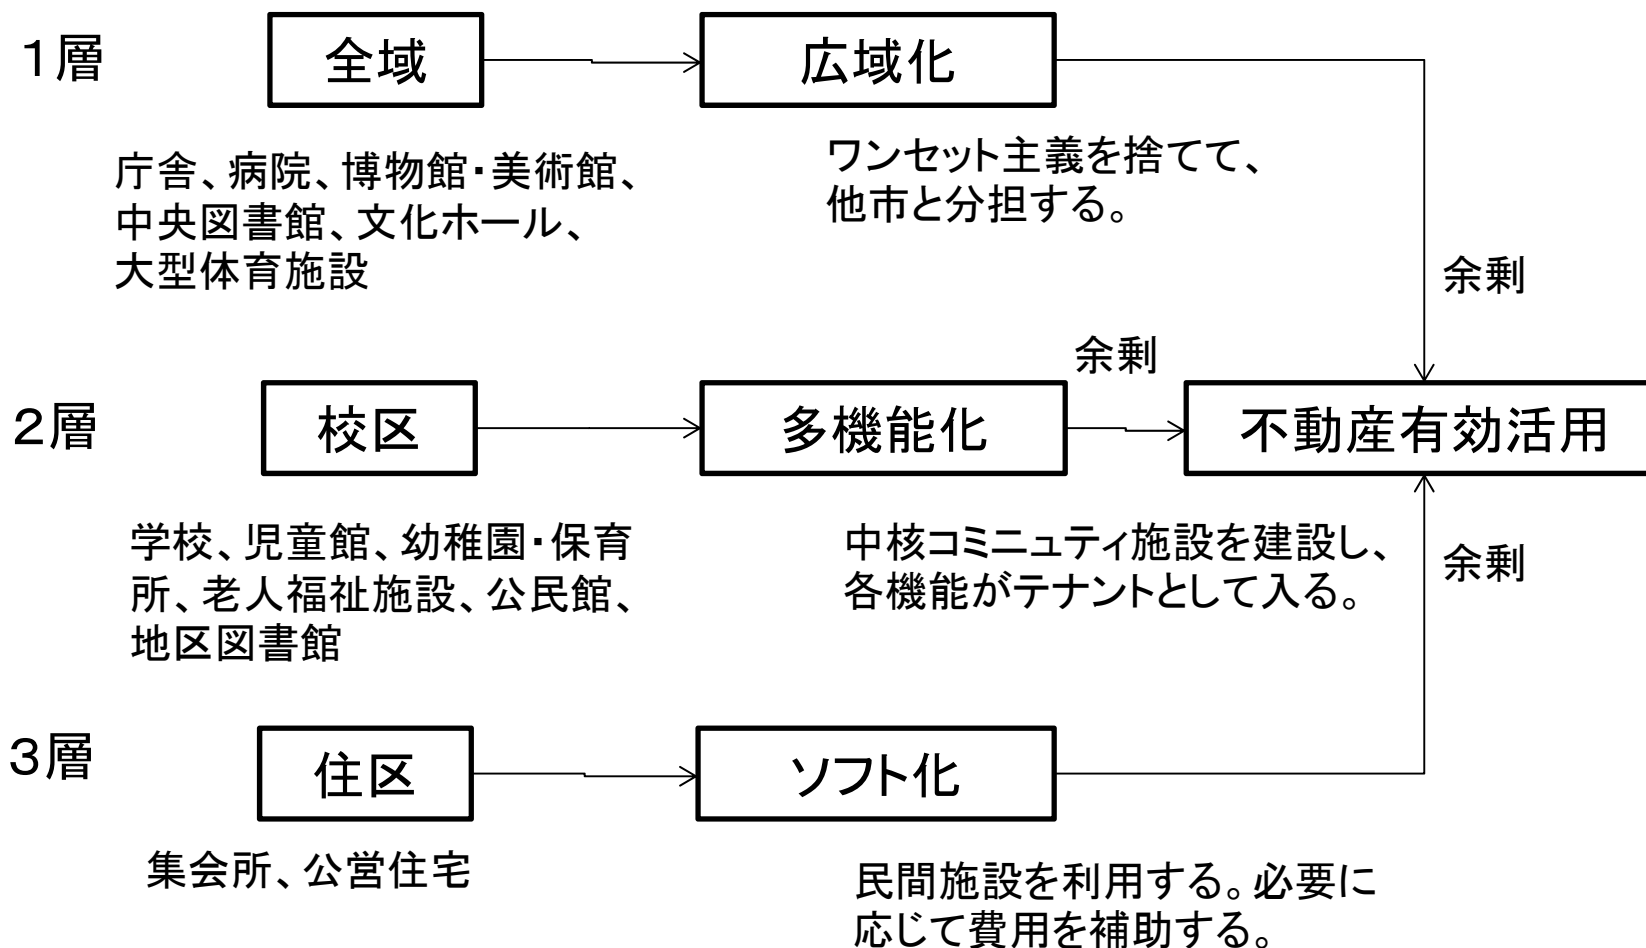 1層
全域
広域化
庁舎、病院、博物館・美術館、
中央図書館、文化ホール、
大型体育施設
ワンセット主義を捨てて、
他市と分担する。
余剰
余剰
2層
校区
多機能化
不動産有効活用
学校、児童館、幼稚園・保育
所、老人福祉施設、公民館、
地区図書館
中核コミニュティ施設を建設し、
各機能がテナントとして入る。
余剰
3層
住区
ソフト化
集会所、公営住宅
民間施設を利用する。必要に
応じて費用を補助する。